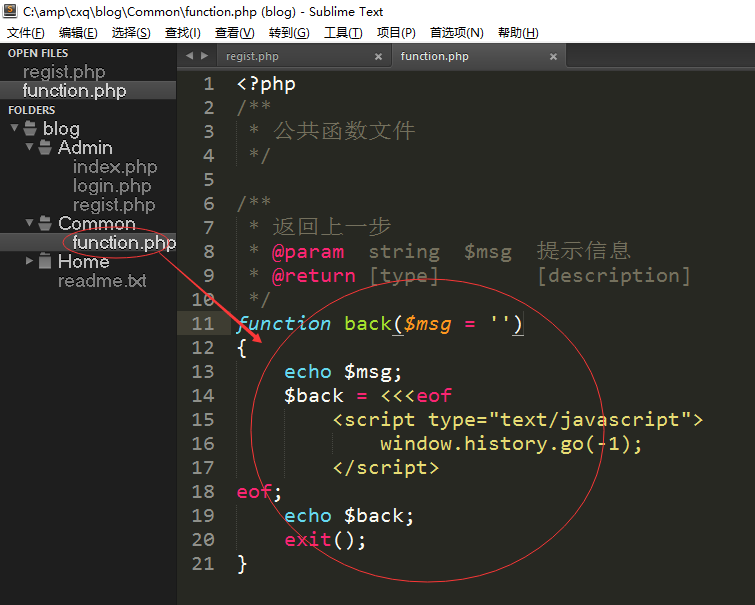 C:\amp\cxq\blog\Common\function.php (blog) - Sublime Text
文件(F) 编辑(E) 选择(S) 查找(I) 查看(V) 转到(G) 工具(T) 项目(P) 首选项(N) 帮助(H)
OPEN FILES
regist.php
function.php
FOLDERS
blog
Admin
index.php
login.php
regist.php
Common
function.php
Home
readme.txt
regist.php × function.php ×
1 <?php
2 /**
3  * 公共函数文件
4  */
5
6 /**
7  * 返回上一步
8  * @param  string  $msg  提示信息
9  * @return [type]        [description]
10  */
11 function back($msg = '')
12 {
13     echo $msg;
14     $back = <<<eof
15         <script type="text/javascript">
16             window.history.go(-1);
17         </script>
18 eof;
19     echo $back;
20     exit();
21 }